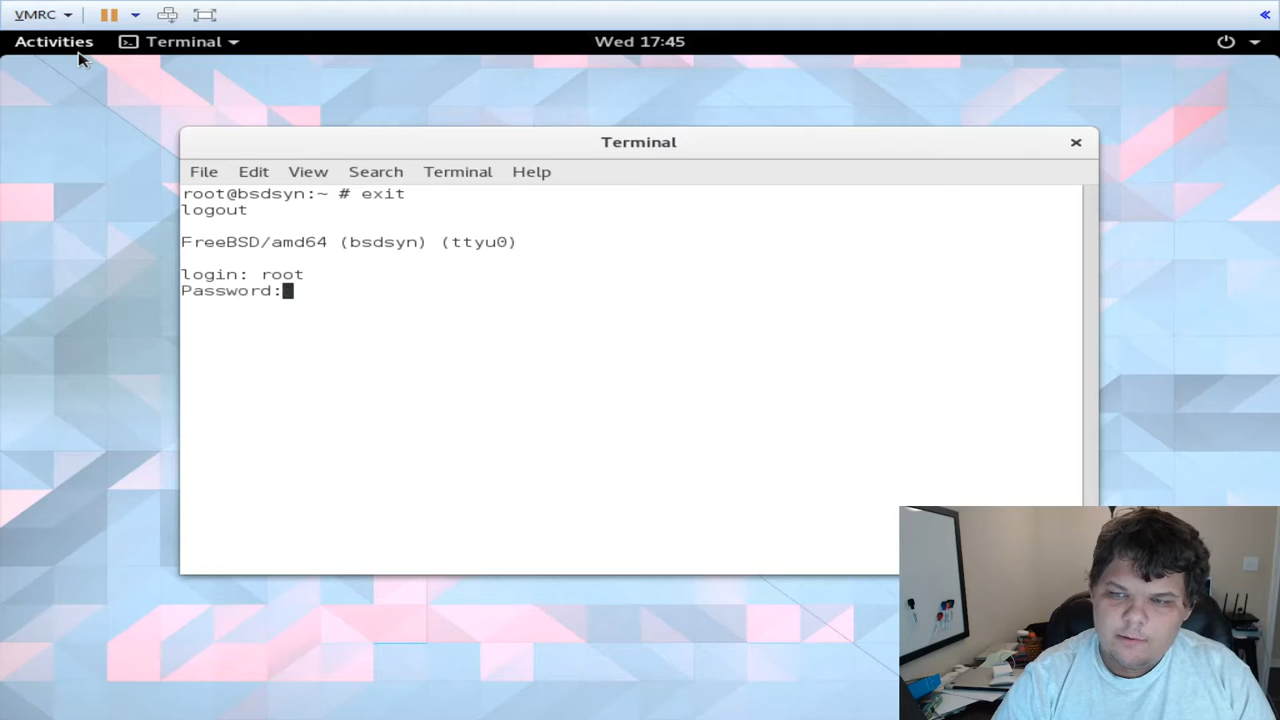 VMRC
Activities Terminal Wed 17:45
Terminal
File Edit View Search Terminal Help
root@bsdsyn:~ # exit
logout
FreeBSD/amd64 (bsdsyn) (ttyu0)
login: root
Password: